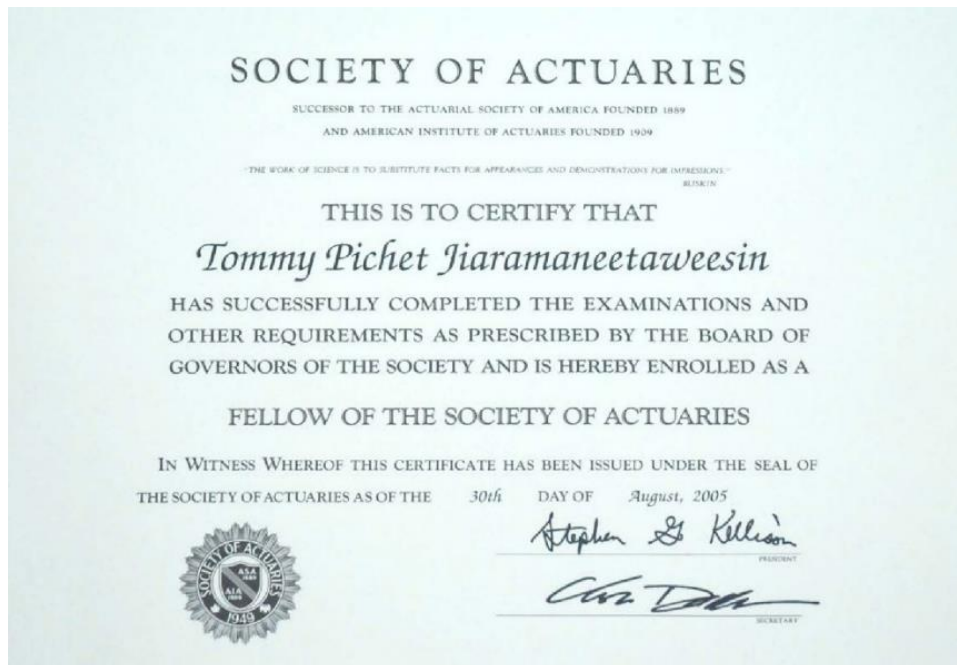 SOCIETY OF ACTUARIES
SUCCESSOR TO THE ACTUARIAL SOCIETY OF AMERICA FOUNDED 1889
AND AMERICAN INSTITUTE OF ACTUARIES FOUNDED 1909
"THE WORK OF SCIENCE IS TO SUBSTITUTE FACTS FOR APPEARANCES AND DEMONSTRATIONS FOR IMPRESSIONS."
RUSKIN
THIS IS TO CERTIFY THAT
Tommy Pichet Jiaramaneetaweesin
HAS SUCCESSFULLY COMPLETED THE EXAMINATIONS AND
OTHER REQUIREMENTS AS PRESCRIBED BY THE BOARD OF
GOVERNORS OF THE SOCIETY AND IS HEREBY ENROLLED AS A
FELLOW OF THE SOCIETY OF ACTUARIES
IN WITNESS WHEREOF THIS CERTIFICATE HAS BEEN ISSUED UNDER THE SEAL OF
THE SOCIETY OF ACTUARIES AS OF THE 30th DAY OF August, 2005
Stephen G Kellison
PRESIDENT
SECRETARY
SOCIETY OF ACTUARIES
ASA
1889
AIA
1909
1949